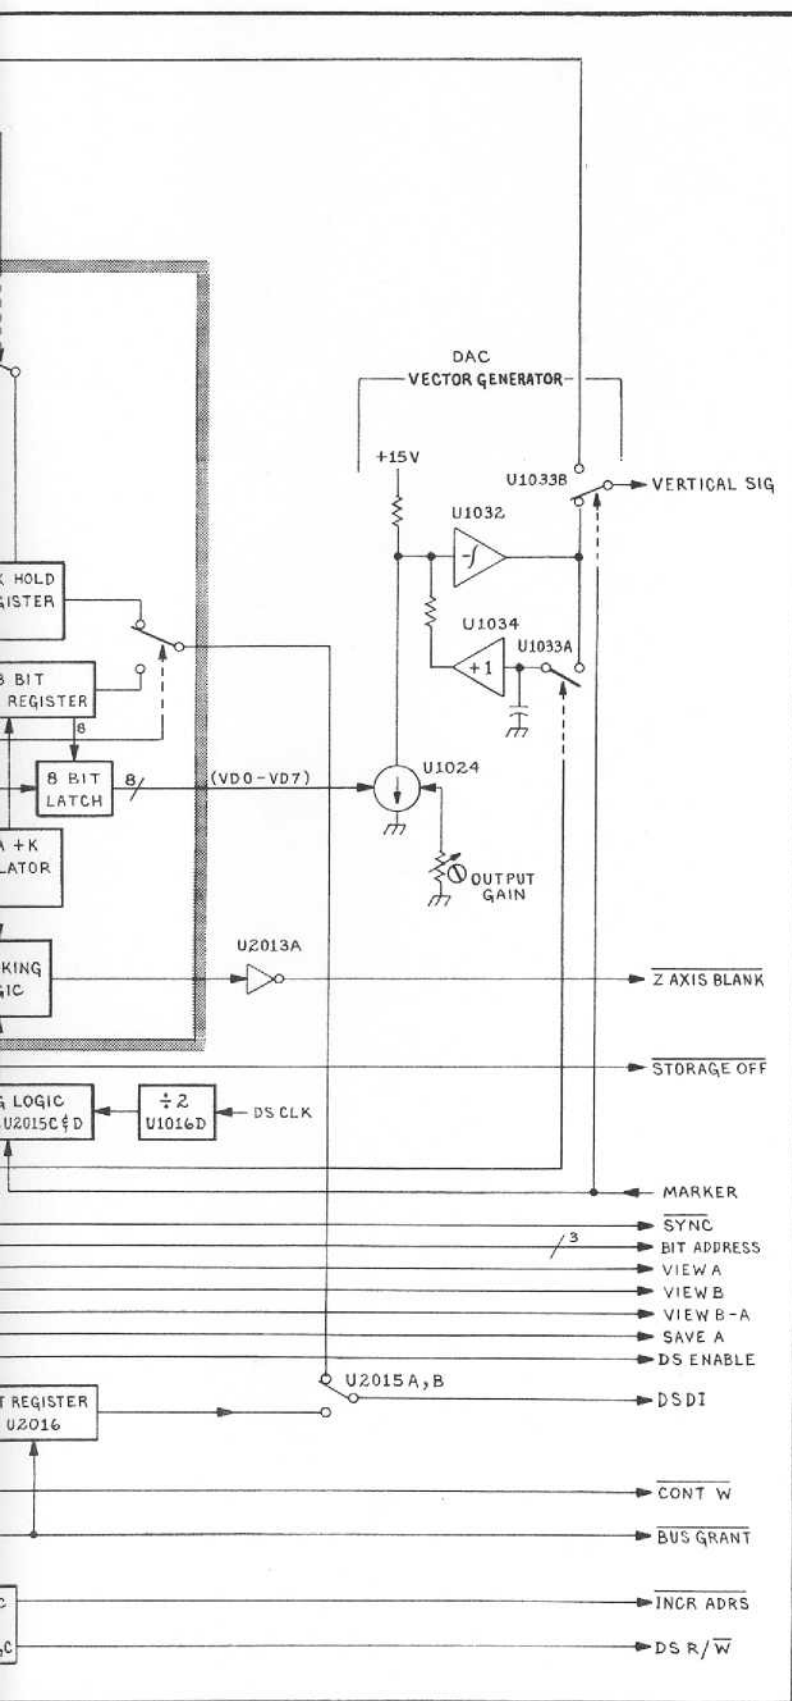 DAC
VECTOR GENERATOR
+15V
U1033B
VERTICAL SIG
U1032
-∫
K HOLD
GISTER
U1034
+1
U1033A
8 BIT
REGISTER
8
8 BIT
LATCH
8
(VD0-VD7)
U1024
A +K
LATOR
OUTPUT
GAIN
U2013A
KING
GIC
Z AXIS BLANK
STORAGE OFF
G LOGIC
U2015C&D
÷2
U1016D
DS CLK
MARKER
SYNC
3
BIT ADDRESS
VIEW A
VIEW B
VIEW B-A
SAVE A
DS ENABLE
U2015A,B
T REGISTER
U2016
DSDI
CONT W
BUS GRANT
C
INCR ADRS
,C
DS R/W